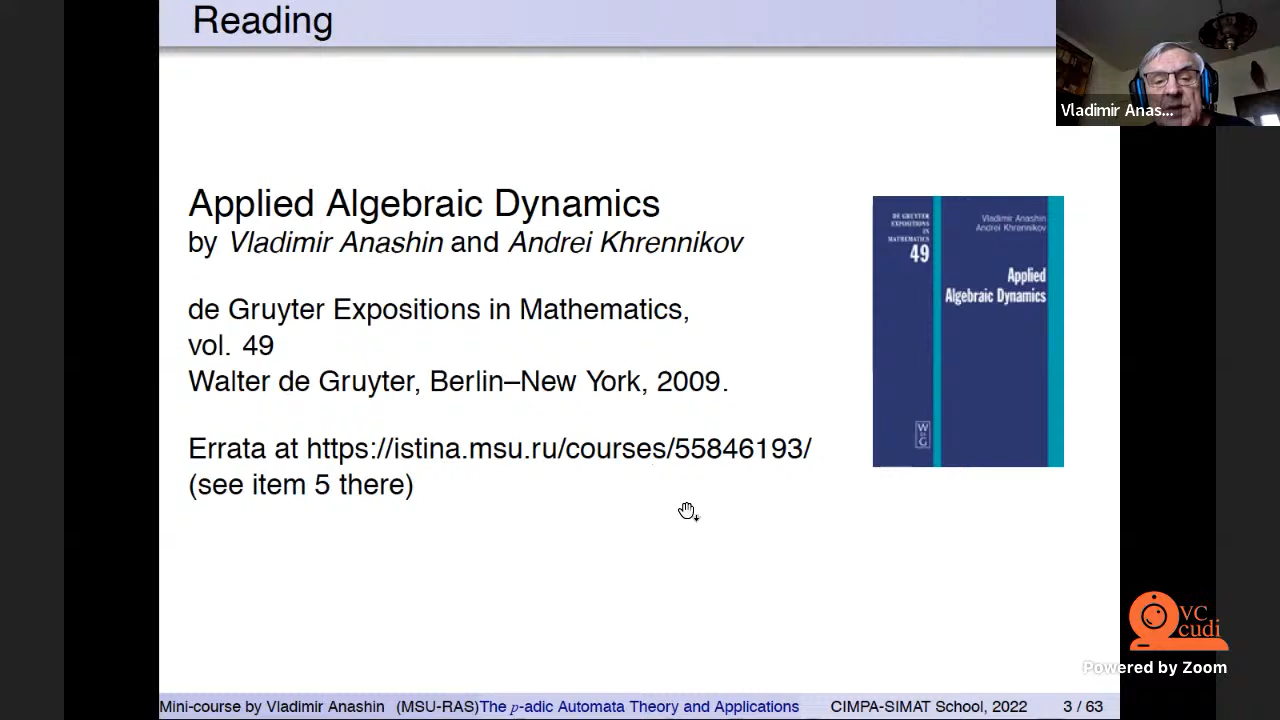 Reading
Vladimir Anas...
Applied Algebraic Dynamics
by Vladimir Anashin and Andrei Khrennikov
de Gruyter Expositions in Mathematics,
vol. 49
Walter de Gruyter, Berlin–New York, 2009.
Errata at https://istina.msu.ru/courses/55846193/
(see item 5 there)
DE GRUYTER
EXPOSITIONS
IN
MATHEMATICS
49
Vladimir Anashin
Andrei Khrennikov
Applied
Algebraic Dynamics
W
DE
G
VC
cudi
Powered by Zoom
Mini-course by Vladimir Anashin (MSU-RAS) The p-adic Automata Theory and Applications CIMPA-SIMAT School, 2022 3 / 63